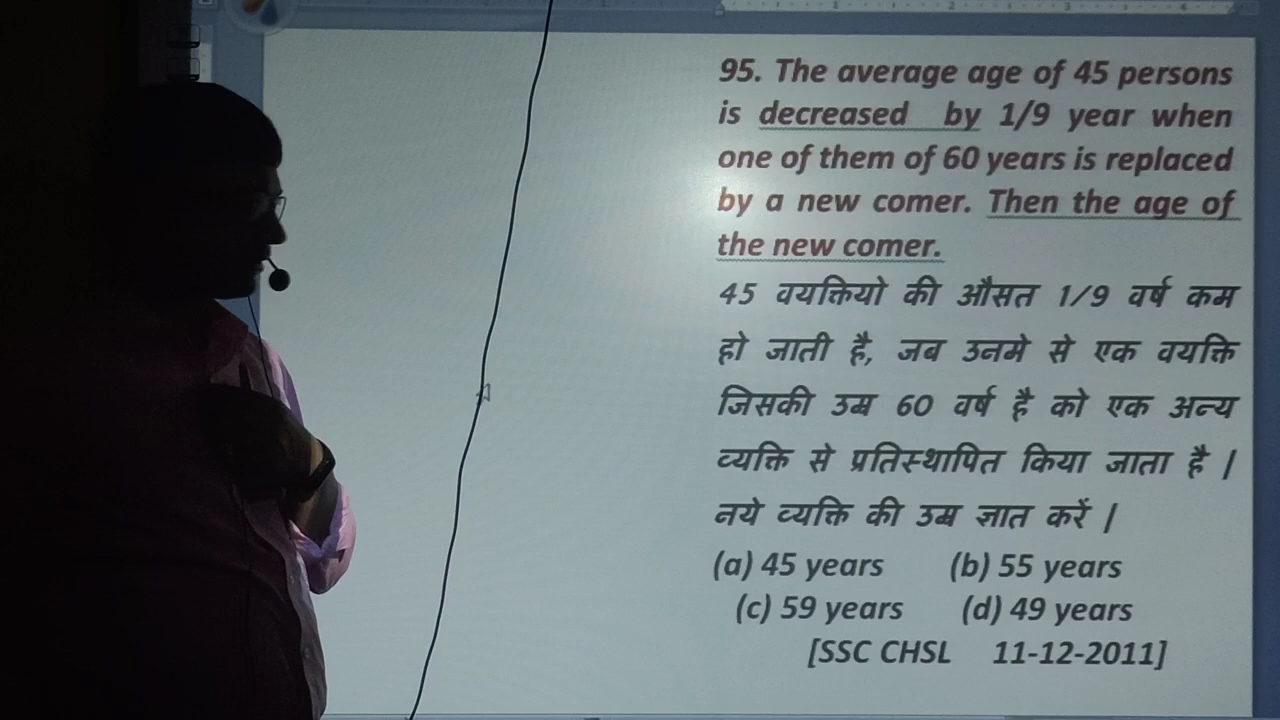 95. The average age of 45 persons
is decreased by 1/9 year when
one of them of 60 years is replaced
by a new comer. Then the age of
the new comer.
45 वयक्तियो की औसत 1/9 वर्ष कम
हो जाती है, जब उनमे से एक वयक्ति
जिसकी उम्र 60 वर्ष है को एक अन्य
व्यक्ति से प्रतिस्थापित किया जाता है |
नये व्यक्ति की उम्र ज्ञात करें |
(a) 45 years (b) 55 years
(c) 59 years (d) 49 years
[SSC CHSL 11-12-2011]